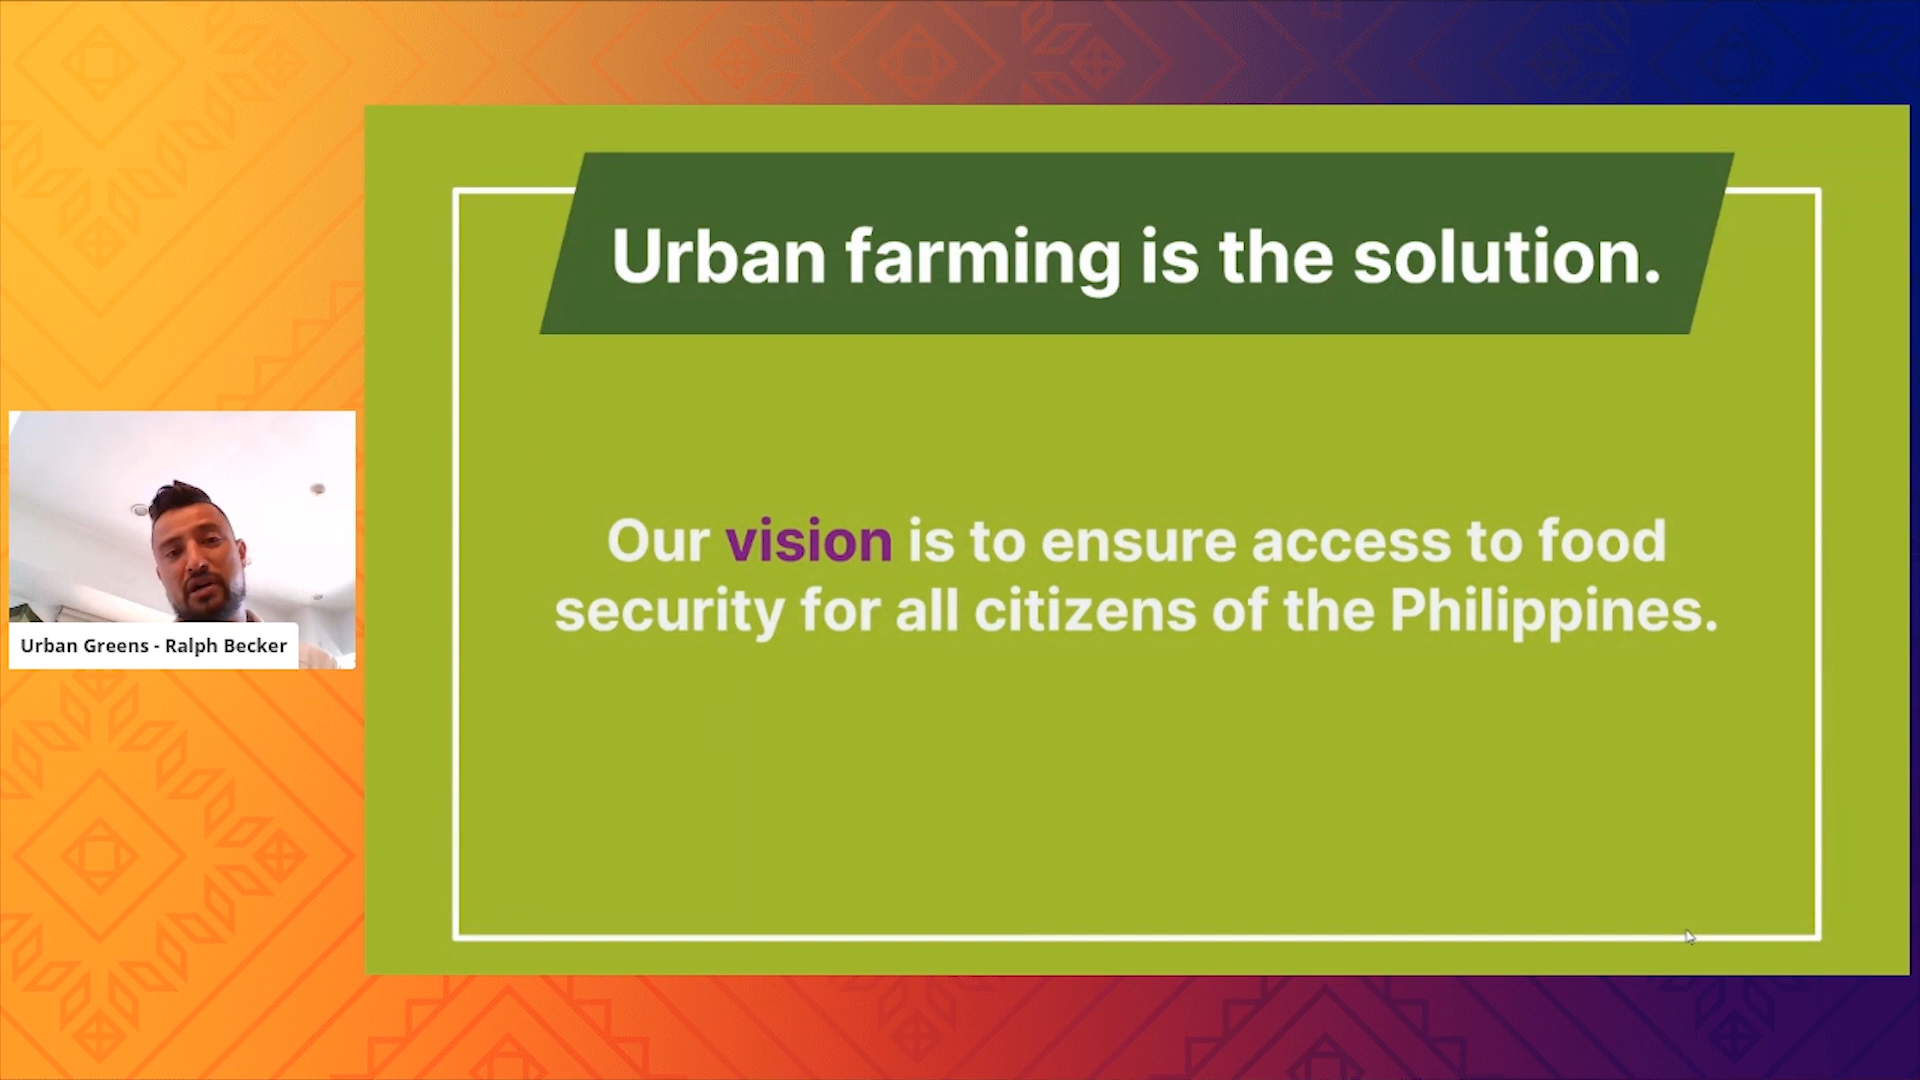 Urban farming is the solution.
Our vision is to ensure access to food
security for all citizens of the Philippines.
Urban Greens - Ralph Becker